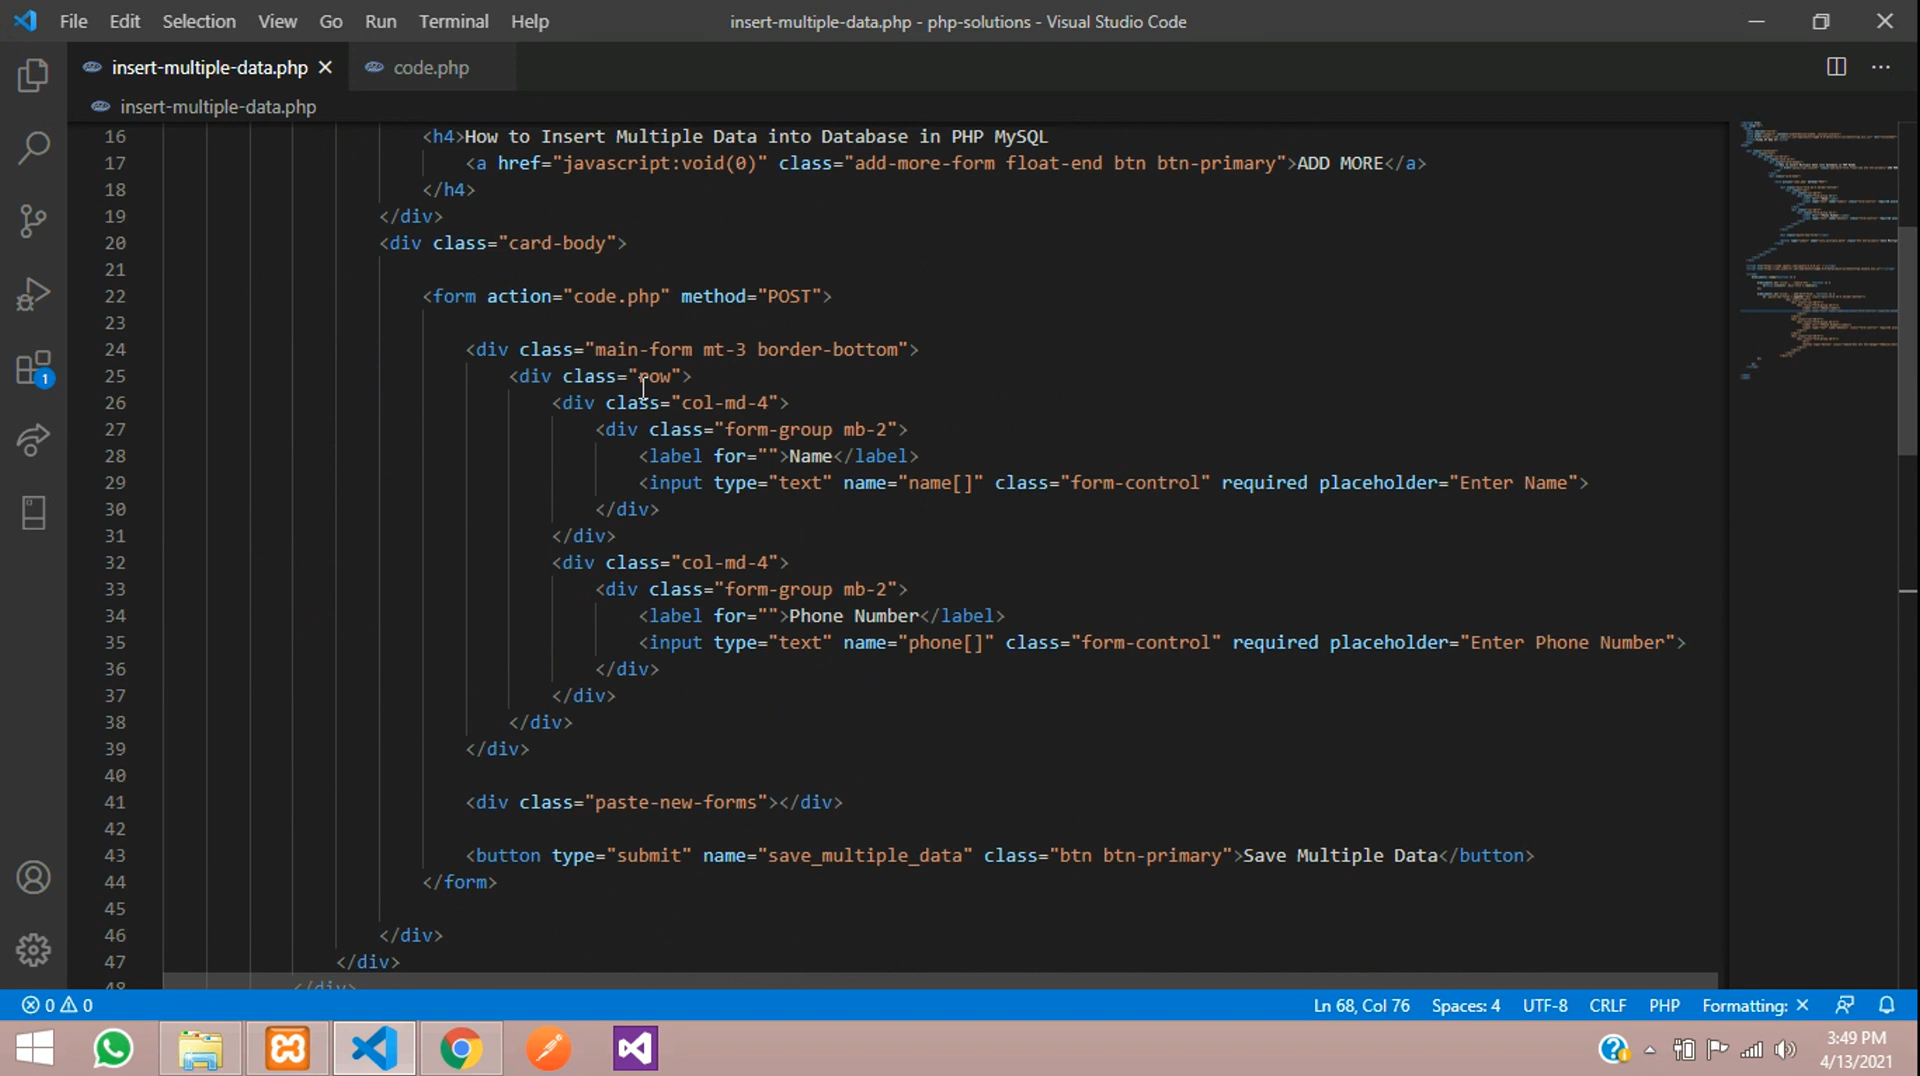 File Edit Selection View Go Run Terminal Help insert-multiple-data.php - php-solutions - Visual Studio Code
insert-multiple-data.php code.php
insert-multiple-data.php
16 <h4>How to Insert Multiple Data into Database in PHP MySQL
17 <a href="javascript:void(0)" class="add-more-form float-end btn btn-primary">ADD MORE</a>
18 </h4>
19 </div>
20 <div class="card-body">
21
22 <form action="code.php" method="POST">
23
24 <div class="main-form mt-3 border-bottom">
25 <div class="row">
26 <div class="col-md-4">
27 <div class="form-group mb-2">
28 <label for="">Name</label>
29 <input type="text" name="name[]" class="form-control" required placeholder="Enter Name">
30 </div>
31 </div>
32 <div class="col-md-4">
33 <div class="form-group mb-2">
34 <label for="">Phone Number</label>
35 <input type="text" name="phone[]" class="form-control" required placeholder="Enter Phone Number">
36 </div>
37 </div>
38 </div>
39 </div>
40
41 <div class="paste-new-forms"></div>
42
43 <button type="submit" name="save_multiple_data" class="btn btn-primary">Save Multiple Data</button>
44 </form>
45
46 </div>
47 </div>
48 </div>
1
0 0 Ln 68, Col 76 Spaces: 4 UTF-8 CRLF PHP Formatting: ×
3:49 PM
4/13/2021